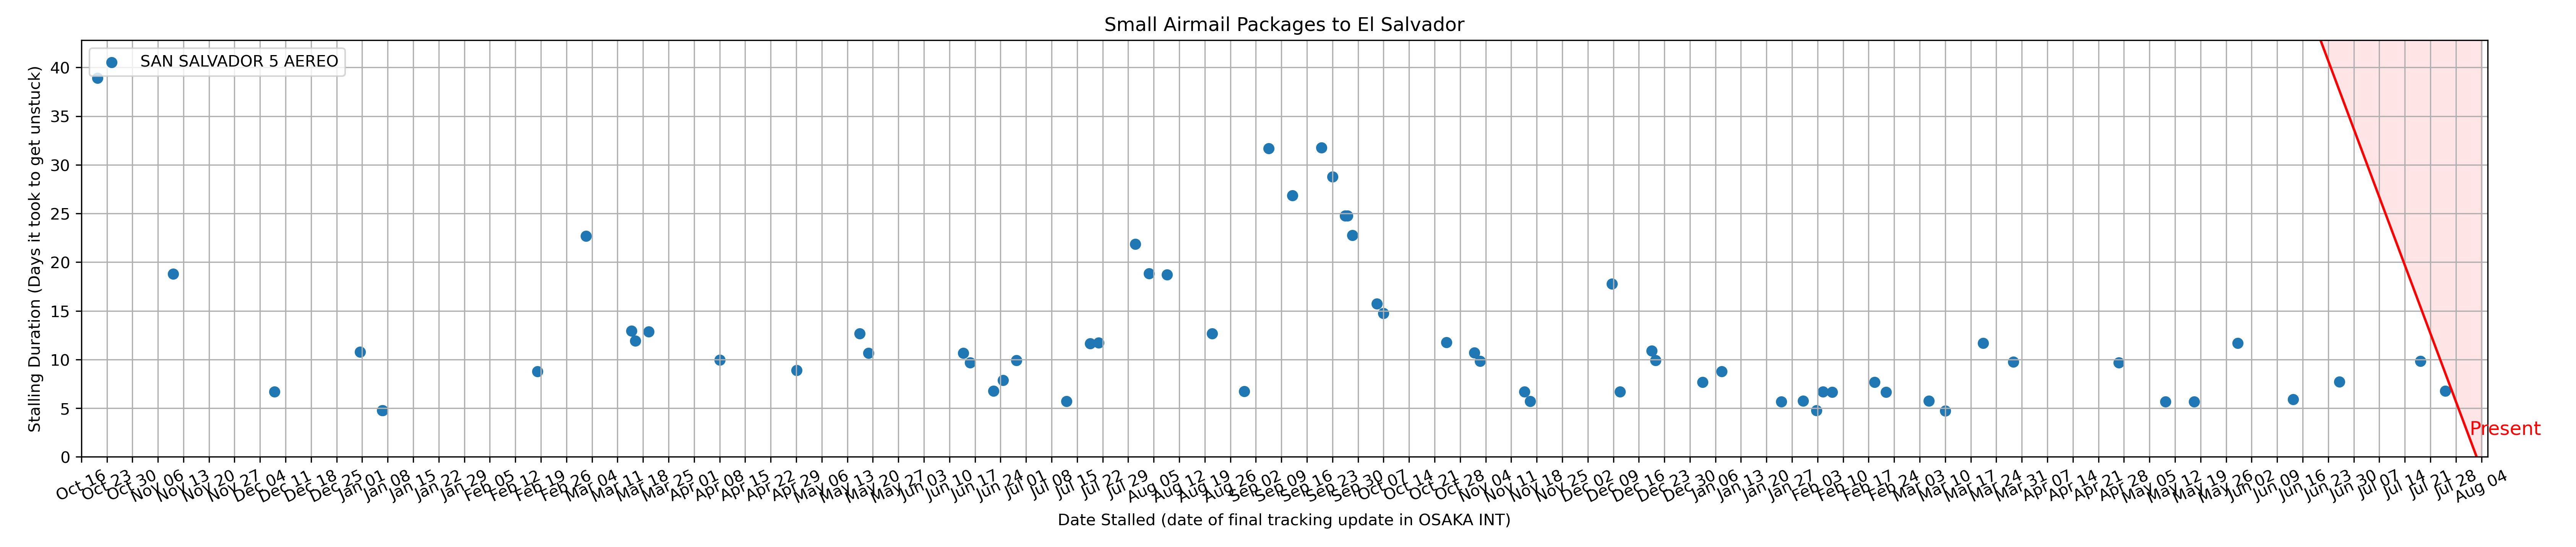 Small Airmail Packages to El Salvador
SAN SALVADOR 5 AEREO
Stalling Duration (Days it took to get unstuck)
40
35
30
25
20
15
10
5
0
Present
Oct 16 Oct 23 Oct 30 Nov 06 Nov 13 Nov 20 Nov 27 Dec 04 Dec 11 Dec 18 Dec 25 Jan 01 Jan 08 Jan 15 Jan 22 Jan 29 Feb 05 Feb 12 Feb 19 Feb 26 Mar 04 Mar 11 Mar 18 Mar 25 Apr 01 Apr 08 Apr 15 Apr 22 Apr 29 May 06 May 13 May 20 May 27 Jun 03 Jun 10 Jun 17 Jun 24 Jul 01 Jul 08 Jul 15 Jul 22 Jul 29 Aug 05 Aug 12 Aug 19 Aug 26 Sep 02 Sep 09 Sep 16 Sep 23 Sep 30 Oct 07 Oct 14 Oct 21 Oct 28 Nov 04 Nov 11 Nov 18 Nov 25 Dec 02 Dec 09 Dec 16 Dec 23 Dec 30 Jan 06 Jan 13 Jan 20 Jan 27 Feb 03 Feb 10 Feb 17 Feb 24 Mar 03 Mar 10 Mar 17 Mar 24 Mar 31 Apr 07 Apr 14 Apr 21 Apr 28 May 05 May 12 May 19 May 26 Jun 02 Jun 09 Jun 16 Jun 23 Jun 30 Jul 07 Jul 14 Jul 21 Jul 28 Aug 04
Date Stalled (date of final tracking update in OSAKA INT)